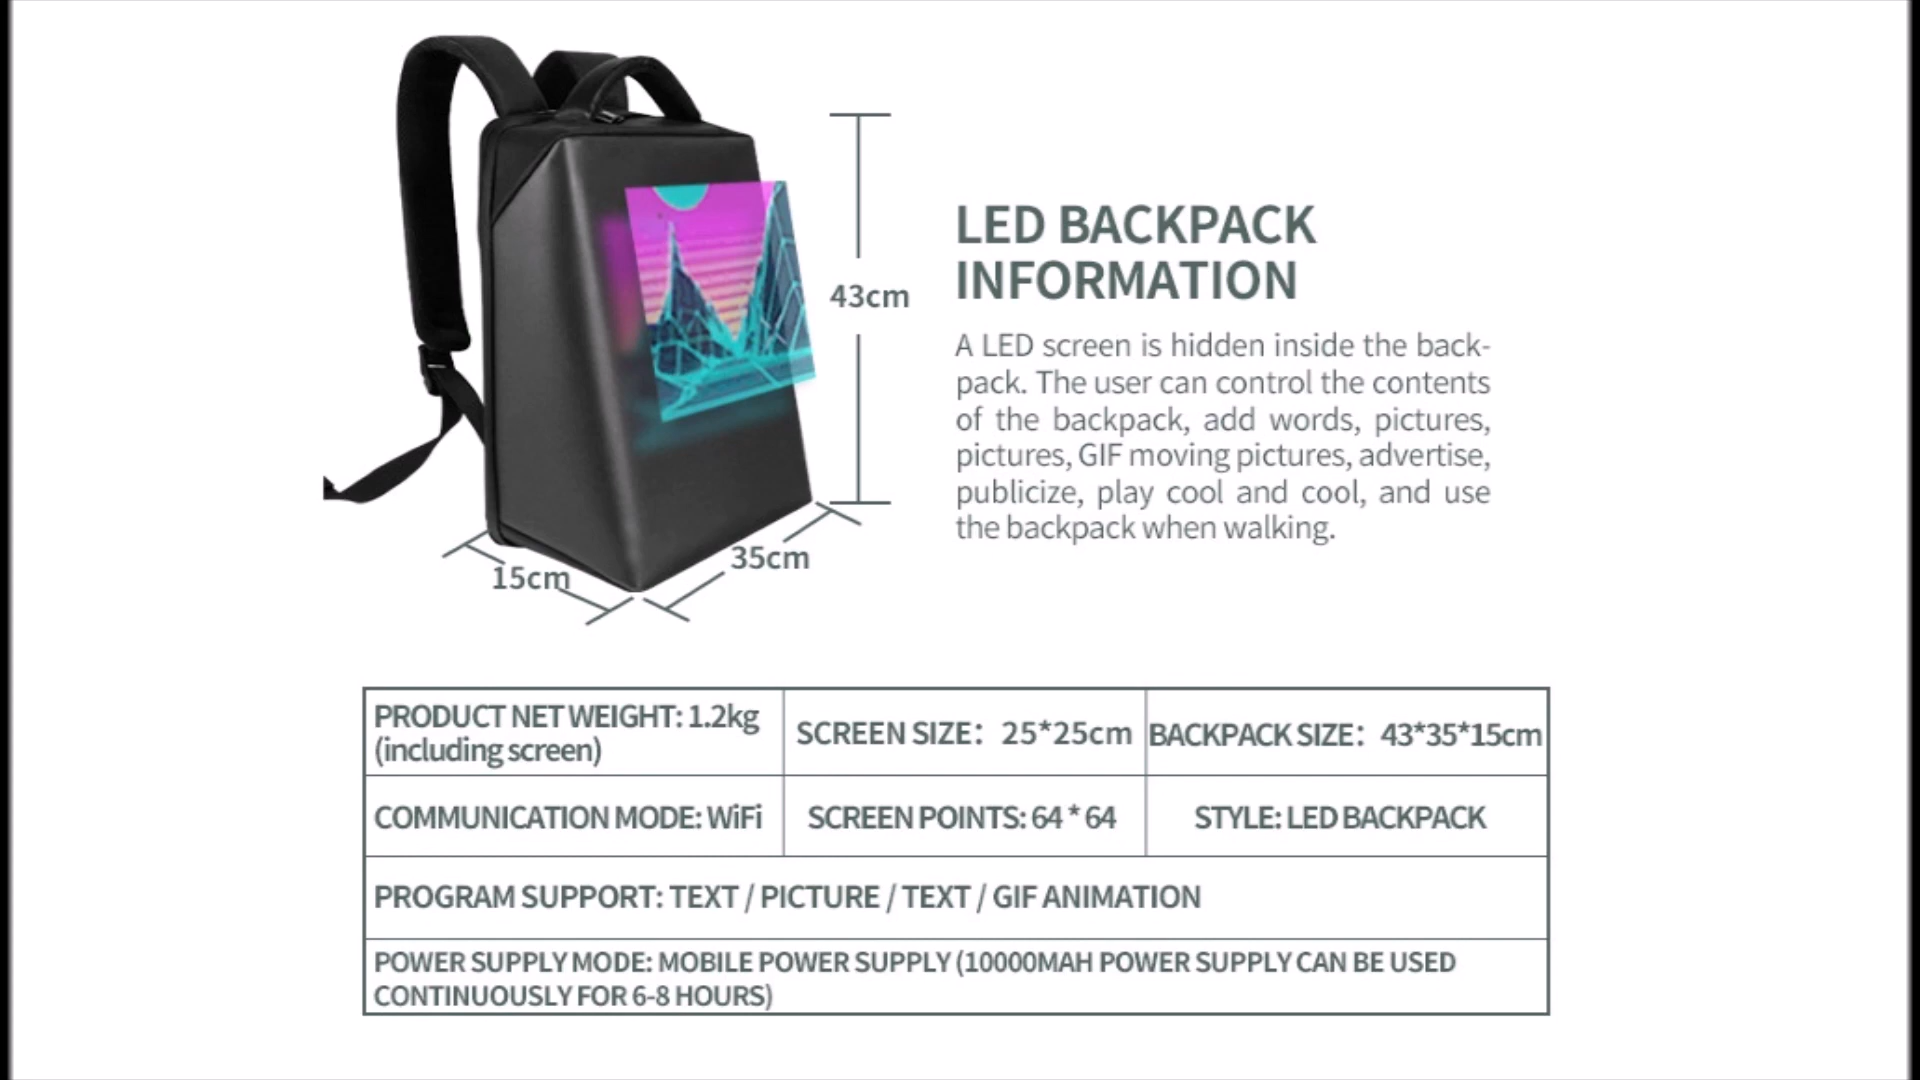 43cm
35cm
15cm
LED BACKPACK
INFORMATION
A LED screen is hidden inside the back-
pack. The user can control the contents
of the backpack, add words, pictures,
pictures, GIF moving pictures, advertise,
publicize, play cool and cool, and use
the backpack when walking.
PRODUCT NET WEIGHT: 1.2kg
(including screen)
SCREEN SIZE： 25*25cm
BACKPACK SIZE： 43*35*15cm
COMMUNICATION MODE: WiFi
SCREEN POINTS: 64 * 64
STYLE: LED BACKPACK
PROGRAM SUPPORT: TEXT / PICTURE / TEXT / GIF ANIMATION
POWER SUPPLY MODE: MOBILE POWER SUPPLY (10000MAH POWER SUPPLY CAN BE USED
CONTINUOUSLY FOR 6-8 HOURS)